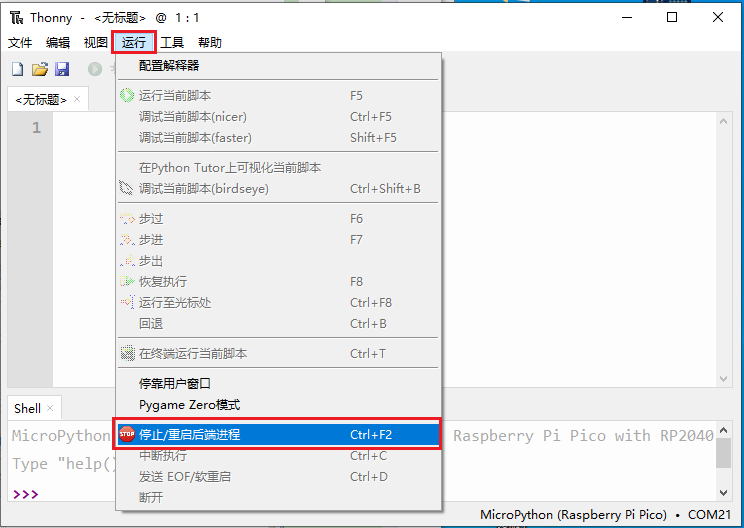 Thonny - <无标题> @ 1 : 1
文件 编辑 视图 运行 工具 帮助
<无标题> ×
1
配置解释器
运行当前脚本 F5
调试当前脚本(nicer) Ctrl+F5
调试当前脚本(faster) Shift+F5
在Python Tutor上可视化当前脚本
调试当前脚本(birdseye) Ctrl+Shift+B
步过 F6
步进 F7
步出
恢复执行 F8
运行至光标处 Ctrl+F8
回退 Ctrl+B
在终端运行当前脚本 Ctrl+T
停靠用户窗口
Pygame Zero模式
STOP 停止/重启后端进程 Ctrl+F2
中断执行 Ctrl+C
发送 EOF/软重启 Ctrl+D
断开
Shell ×
MicroPython Raspberry Pi Pico with RP2040
Type "help()
>>>
MicroPython (Raspberry Pi Pico) • COM21